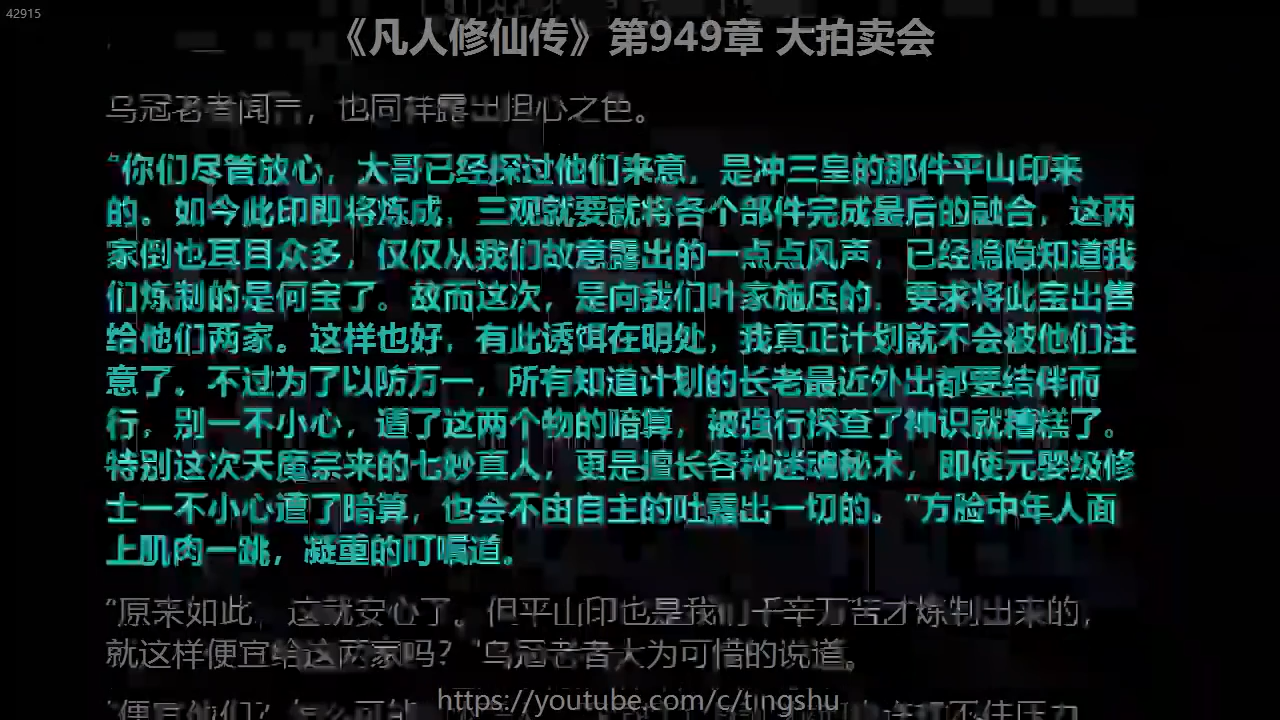 42915
《凡人修仙传》第949章 大拍卖会
乌冠老者闻言，也同样露出担心之色。
“你们尽管放心，大哥已经探过他们来意，是冲三皇的那件平山印来
的。如今此印即将炼成，三观就要就将各个部件完成最后的融合，这两
家倒也耳目众多，仅仅从我们故意露出的一点点风声，已经隐隐知道我
们炼制的是何宝了。故而这次，是向我们叶家施压的，要求将此宝出售
给他们两家。这样也好，有此诱饵在明处，我真正计划就不会被他们注
意了。不过为了以防万一，所有知道计划的长老最近外出都要结伴而
行，别一不小心，遭了这两个物的暗算，被强行探查了神识就糟糕了。
特别这次天魔宗来的七妙真人，更是擅长各种迷魂秘术，即使元婴级修
士一不小心遭了暗算，也会不由自主的吐露出一切的。”方脸中年人面
上肌肉一跳，凝重的叮嘱道。
“原来如此，这就安心了。但平山印也是我们千辛万苦才炼制出来的，
就这样便宜给这两家吗？”乌冠老者大为可惜的说道。
“便宜他们？怎么可能
https://youtube.com/c/tingshu